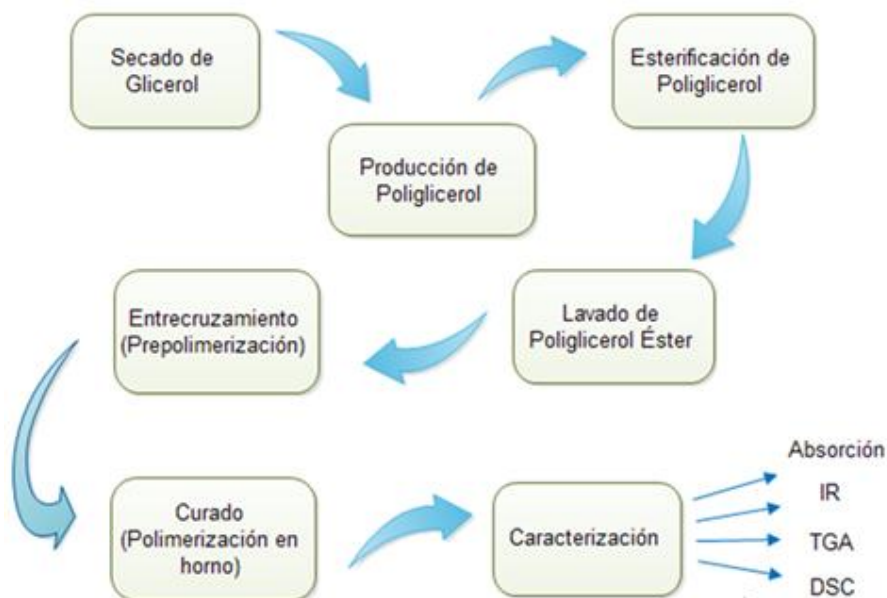 Secado de
Glicerol
Producción de
Poliglicerol
Esterificación de
Poliglicerol
Lavado de
Poliglicerol Éster
Entrecruzamiento
(Prepolimerización)
Curado
(Polimerización en
horno)
Caracterización
Absorción
IR
TGA
DSC